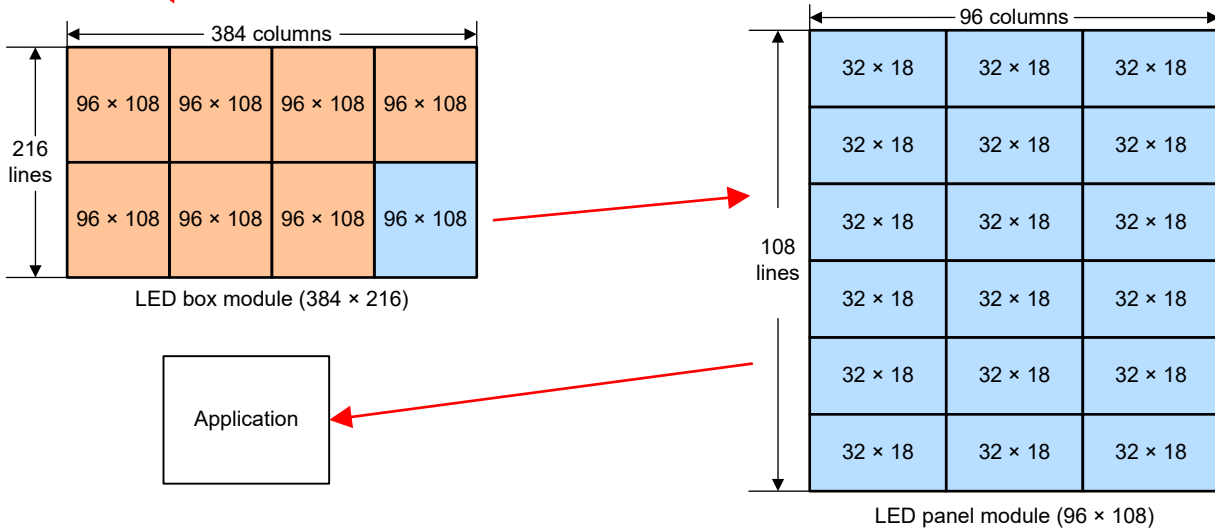 384 columns
96 × 108 96 × 108 96 × 108 96 × 108
216
lines
96 × 108 96 × 108 96 × 108 96 × 108
LED box module (384 × 216)
Application
96 columns
32 × 18 32 × 18 32 × 18
32 × 18 32 × 18 32 × 18
32 × 18 32 × 18 32 × 18
108
lines
32 × 18 32 × 18 32 × 18
32 × 18 32 × 18 32 × 18
32 × 18 32 × 18 32 × 18
LED panel module (96 × 108)